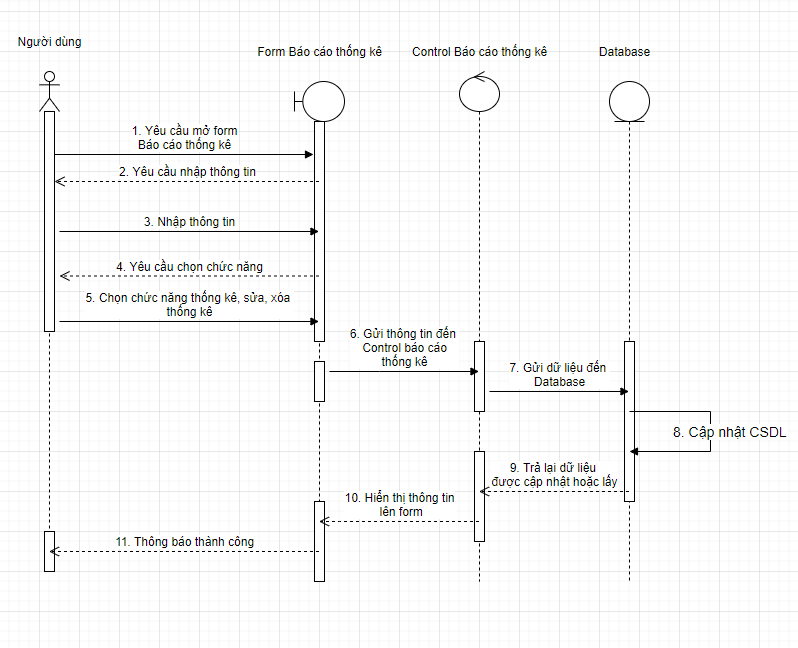 Người dùng
Form Báo cáo thống kê
Control Báo cáo thống kê
Database
1. Yêu cầu mở form
Báo cáo thống kê
2. Yêu cầu nhập thông tin
3. Nhập thông tin
4. Yêu cầu chọn chức năng
5. Chọn chức năng thống kê, sửa, xóa
thống kê
6. Gửi thông tin đến
Control báo cáo
thống kê
7. Gửi dữ liệu đến
Database
8. Cập nhật CSDL
9. Trả lại dữ liệu
được cập nhật hoặc lấy
10. Hiển thị thông tin
lên form
11. Thông báo thành công